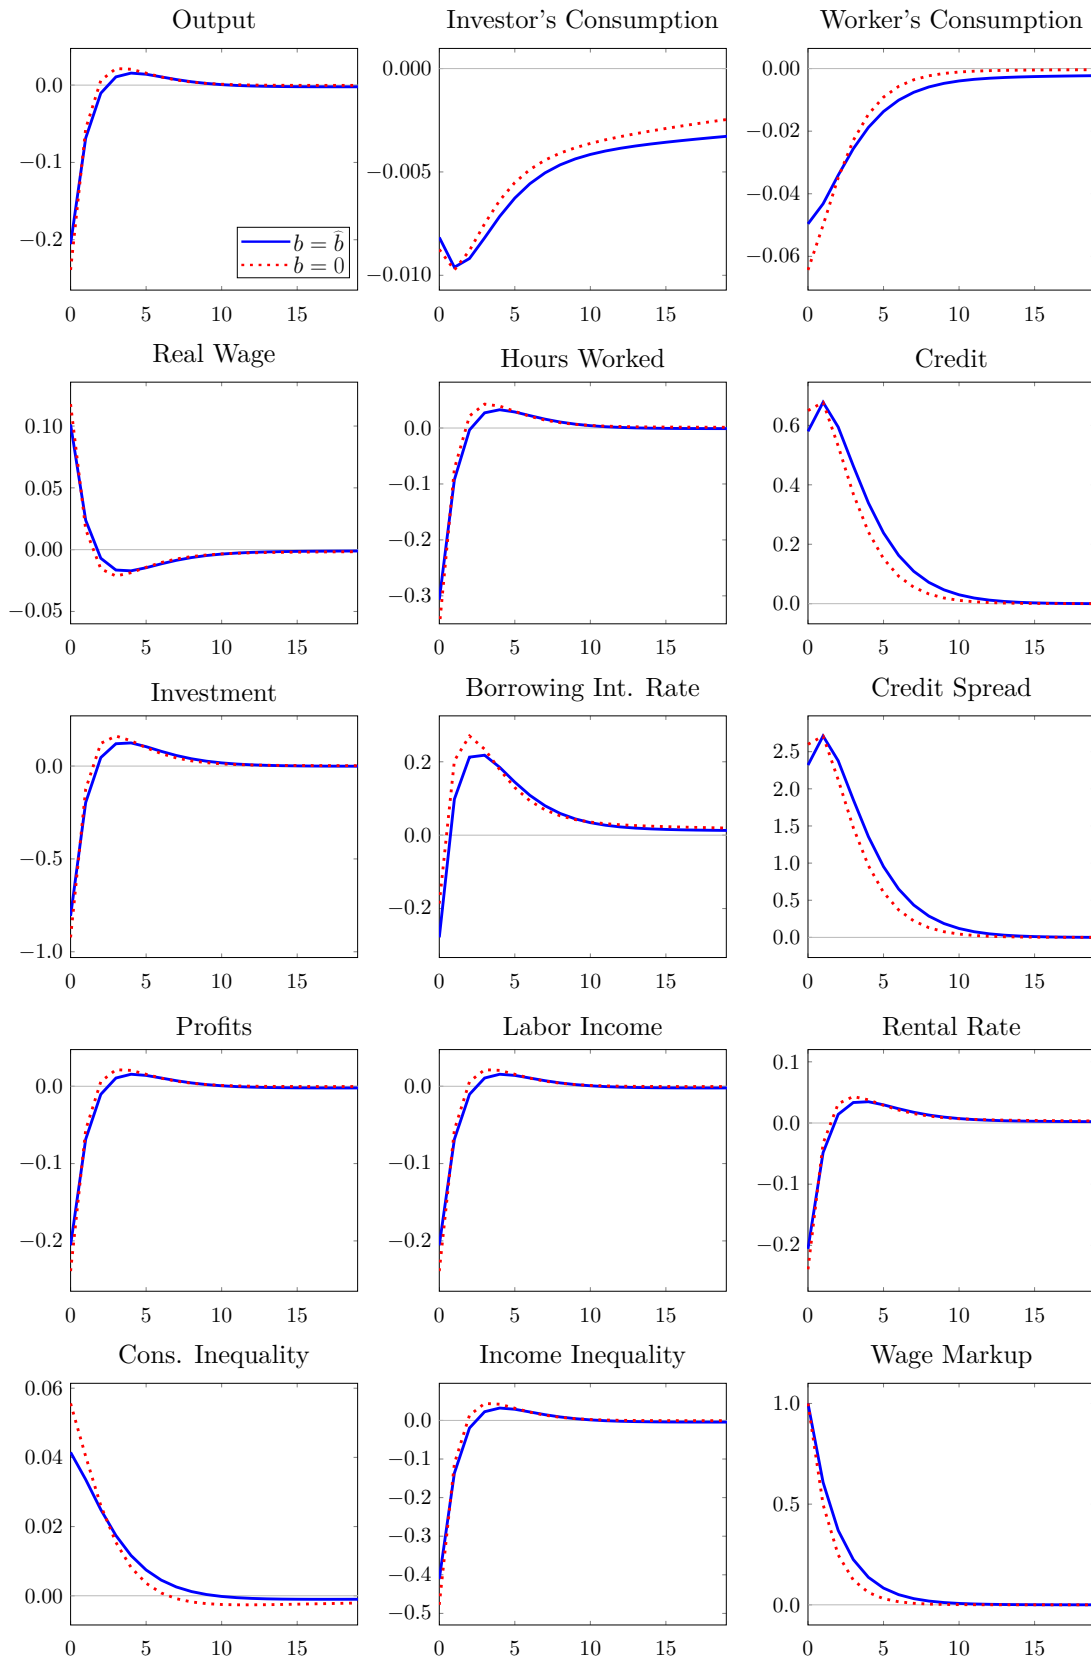 Output
0.0
−0.1
−0.2
b = b̂
b = 0
0 5 10 15
Investor's Consumption
0.000
−0.005
−0.010
0 5 10 15
Worker's Consumption
0.00
−0.02
−0.04
−0.06
0 5 10 15
Real Wage
0.10
0.05
0.00
−0.05
0 5 10 15
Hours Worked
0.0
−0.1
−0.2
−0.3
0 5 10 15
Credit
0.6
0.4
0.2
0.0
0 5 10 15
Investment
0.0
−0.5
−1.0
0 5 10 15
Borrowing Int. Rate
0.2
0.0
−0.2
0 5 10 15
Credit Spread
2.5
2.0
1.5
1.0
0.5
0.0
0 5 10 15
Profits
0.0
−0.1
−0.2
0 5 10 15
Labor Income
0.0
−0.1
−0.2
0 5 10 15
Rental Rate
0.1
0.0
−0.1
−0.2
0 5 10 15
Cons. Inequality
0.06
0.04
0.02
0.00
0 5 10 15
Income Inequality
0.0
−0.1
−0.2
−0.3
−0.4
−0.5
0 5 10 15
Wage Markup
1.0
0.5
0.0
0 5 10 15